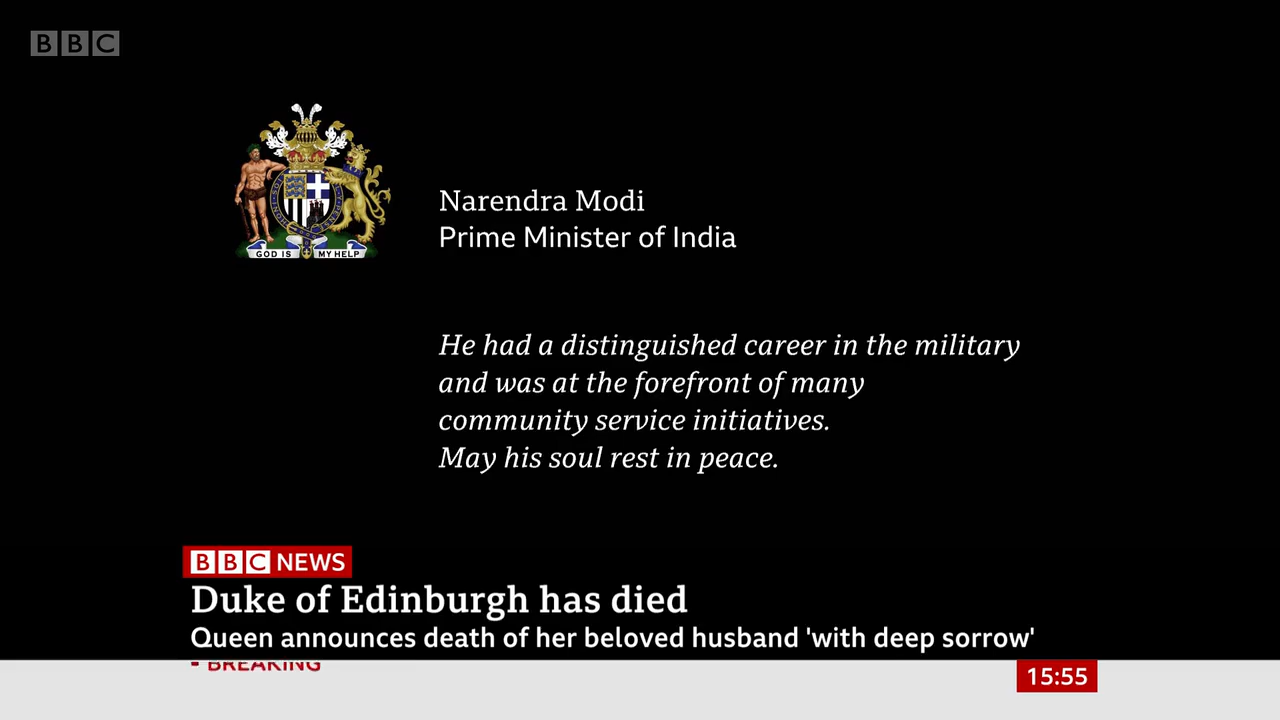 BBC
Narendra Modi
Prime Minister of India
GOD IS MY HELP
He had a distinguished career in the military
and was at the forefront of many
community service initiatives.
May his soul rest in peace.
BBC NEWS
Duke of Edinburgh has died
Queen announces death of her beloved husband 'with deep sorrow'
- BREAKING
15:55